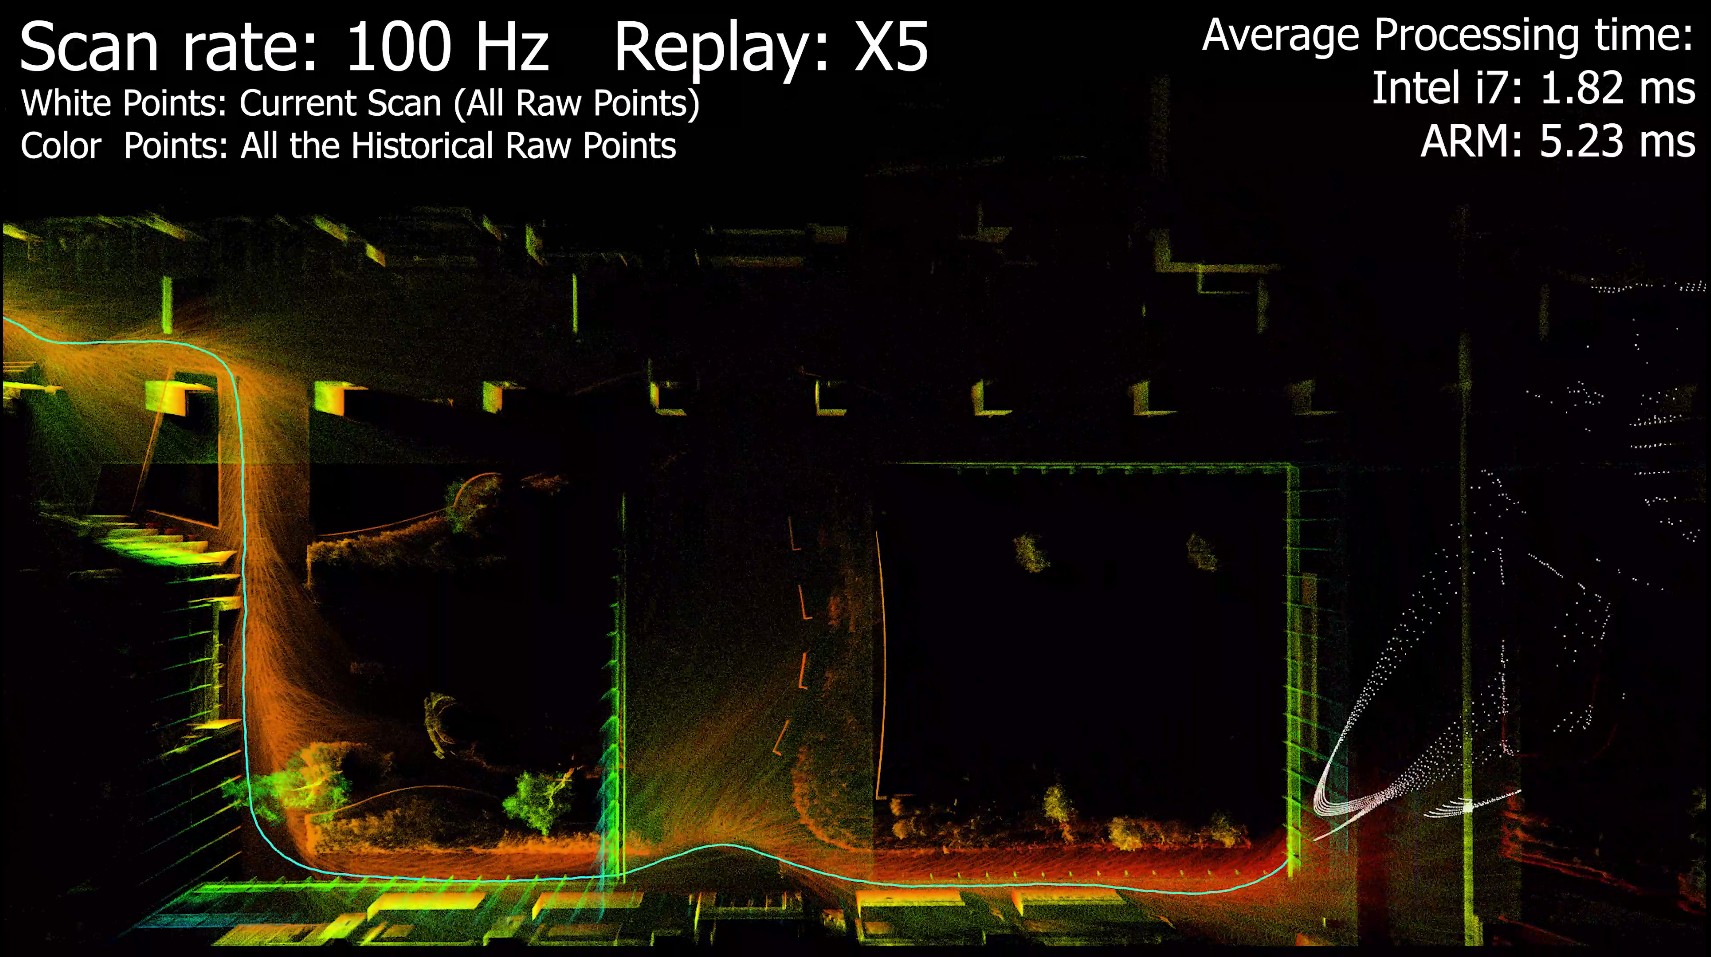 Scan rate: 100 Hz   Replay: X5
White Points: Current Scan (All Raw Points)
Color  Points: All the Historical Raw Points
Average Processing time:
Intel i7: 1.82 ms
ARM: 5.23 ms